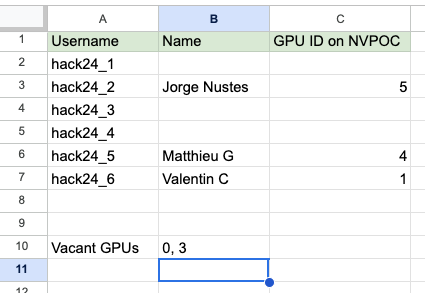 A B C
1 Username Name GPU ID on NVPOC
2 hack24_1
3 hack24_2 Jorge Nustes 5
4 hack24_3
5 hack24_4
6 hack24_5 Matthieu G 4
7 hack24_6 Valentin C 1
8
9
10 Vacant GPUs 0, 3
11
12